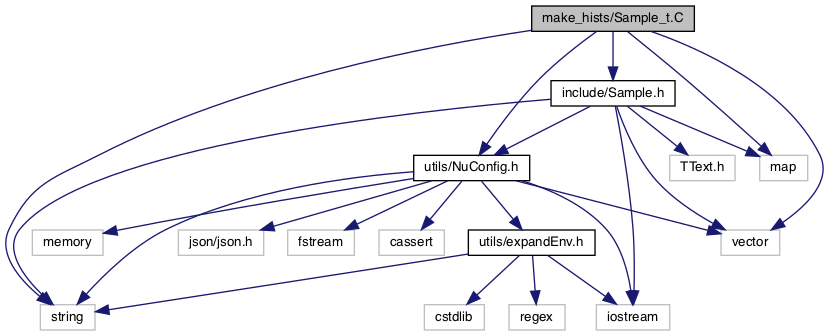 make_hists/Sample_t.C
include/Sample.h
utils/NuConfig.h
TText.h
map
memory
json/json.h
fstream
cassert
utils/expandEnv.h
vector
string
cstdlib
regex
iostream